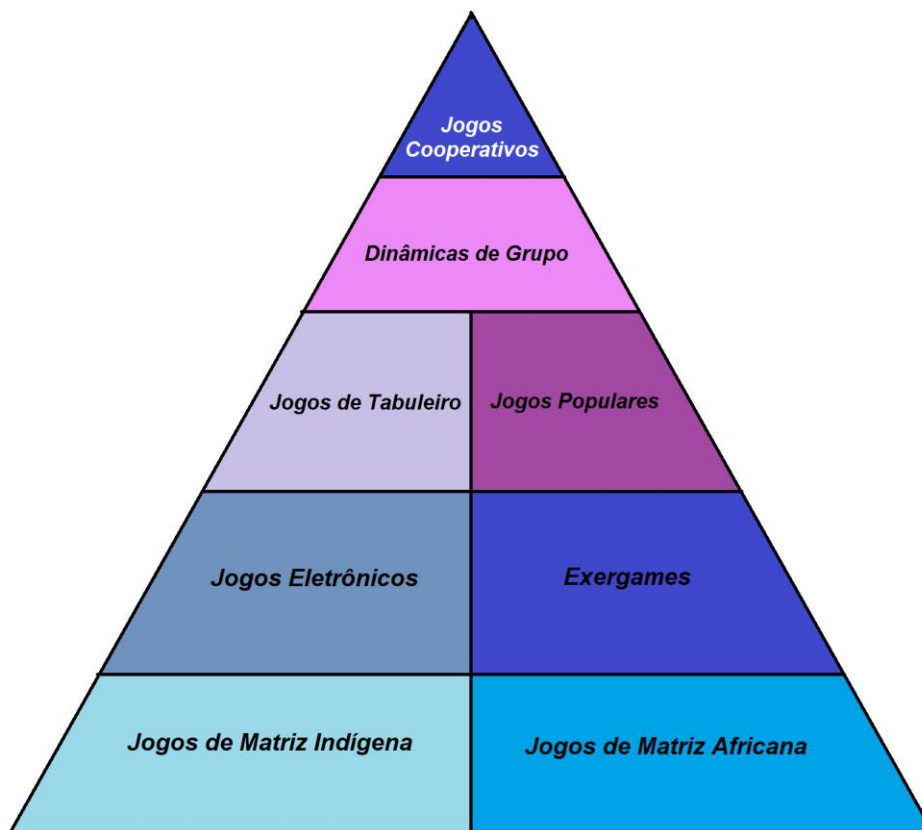 Jogos
Cooperativos
Dinâmicas de Grupo
Jogos de Tabuleiro
Jogos Populares
Jogos Eletrônicos
Exergames
Jogos de Matriz Indígena
Jogos de Matriz Africana